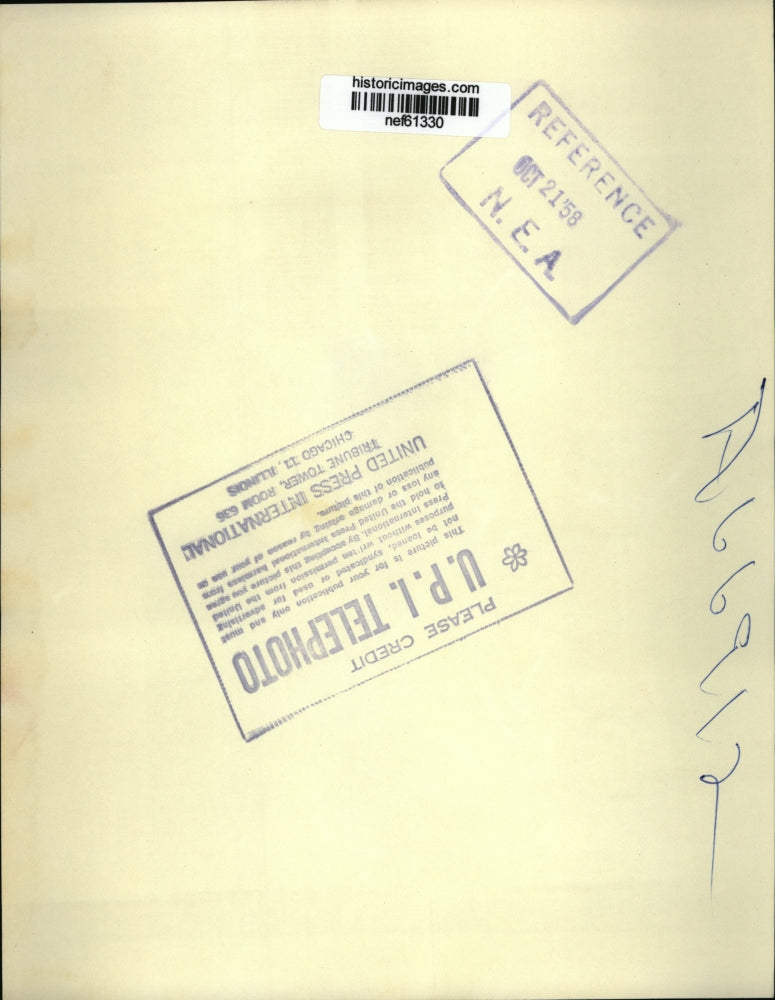 historicimages.com
nef61330
REFERENCE
OCT 21 '58
N. E. A
PLEASE CREDIT
U. P. I. TELEPHOTO
This picture is for your publication only and must
not be loaned, syndicated or used for advertising
purposes without written permission from the United
Press International. By accepting this picture you agree
to hold the United Press International harmless from
any loss or damage arising by reason of your use or
publication of this picture.
UNITED PRESS INTERNATIONAL
TRIBUNE TOWER, ROOM 636
CHICAGO 11, ILLINOIS